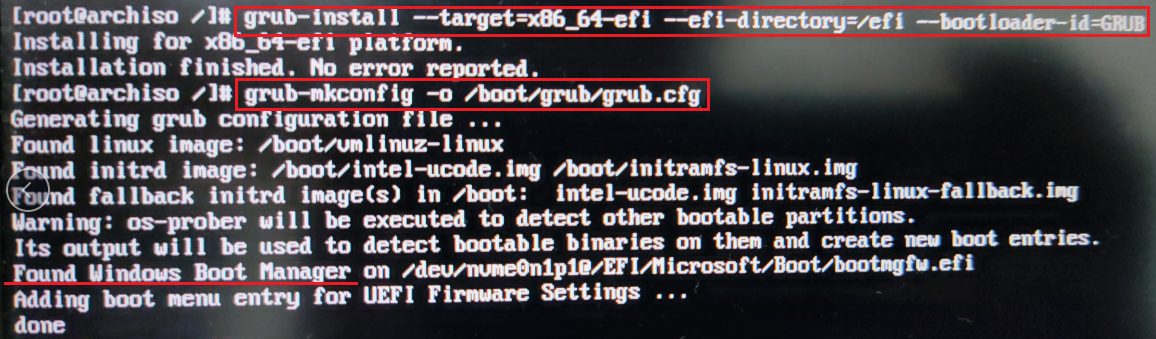 [root@archiso /]# grub-install --target=x86_64-efi --efi-directory=/efi --bootloader-id=GRUB
Installing for x86_64-efi platform.
Installation finished. No error reported.
[root@archiso /]# grub-mkconfig -o /boot/grub/grub.cfg
Generating grub configuration file ...
Found linux image: /boot/vmlinuz-linux
Found initrd image: /boot/intel-ucode.img /boot/initramfs-linux.img
Found fallback initrd image(s) in /boot:  intel-ucode.img initramfs-linux-fallback.img
Warning: os-prober will be executed to detect other bootable partitions.
Its output will be used to detect bootable binaries on them and create new boot entries.
Found Windows Boot Manager on /dev/nvme0n1p1@/EFI/Microsoft/Boot/bootmgfw.efi
Adding boot menu entry for UEFI Firmware Settings ...
done